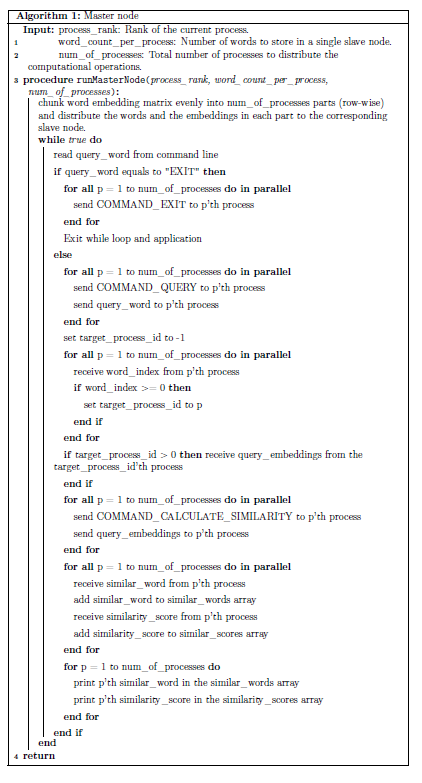 Algorithm 1: Master node
Input: process_rank: Rank of the current process.
1 word_count_per_process: Number of words to store in a single slave node.
2 num_of_processes: Total number of processes to distribute the
computational operations.
3 procedure runMasterNode(process_rank, word_count_per_process,
num_of_processes):
chunk word embedding matrix evenly into num_of_processes parts (row-wise)
and distribute the words and the embeddings in each part to the corresponding
slave node.
while true do
read query_word from command line
if query_word equals to "EXIT" then
for all p = 1 to num_of_processes do in parallel
send COMMAND_EXIT to p'th process
end for
Exit while loop and application
else
for all p = 1 to num_of_processes do in parallel
send COMMAND_QUERY to p'th process
send query_word to p'th process
end for
set target_process_id to -1
for all p = 1 to num_of_processes do in parallel
receive word_index from p'th process
if word_index >= 0 then
set target_process_id to p
end if
end for
if target_process_id > 0 then receive query_embeddings from the
target_process_id'th process
end if
for all p = 1 to num_of_processes do in parallel
send COMMAND_CALCULATE_SIMILARITY to p'th process
send query_embeddings to p'th process
end for
for all p = 1 to num_of_processes do in parallel
receive similar_word from p'th process
add similar_word to similar_words array
receive similarity_score from p'th process
add similarity_score to similar_scores array
end for
for p = 1 to num_of_processes do
print p'th similar_word in the similar_words array
print p'th similarity_score in the similarity_scores array
end for
end if
end
4 return